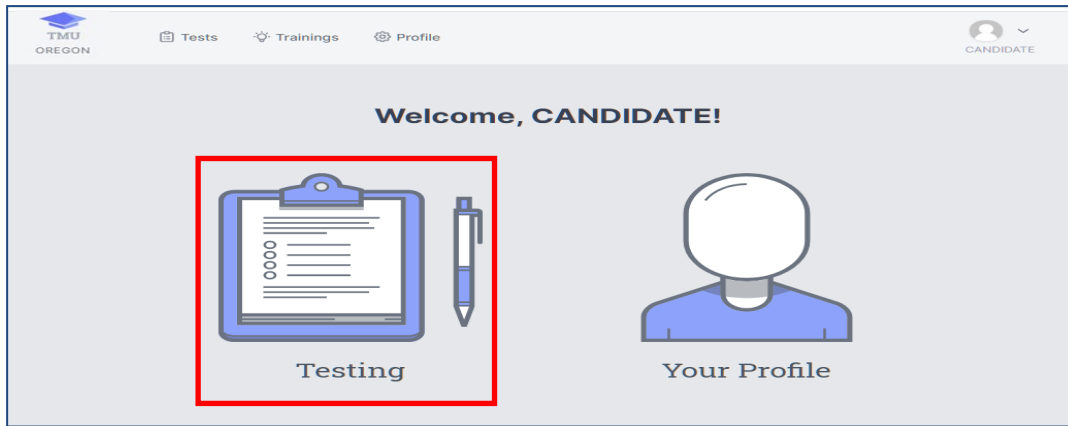 TMU
OREGON
Tests
Trainings
Profile
CANDIDATE
Welcome, CANDIDATE!
Testing
Your Profile